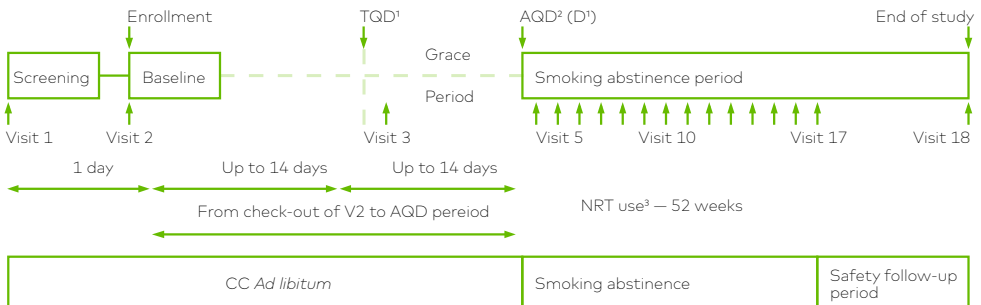 Enrollment
TQD¹
AQD² (D¹)
End of study
Screening
Baseline
Grace
Period
Smoking abstinence period
Visit 1
Visit 2
Visit 3
Visit 5
Visit 10
Visit 17
Visit 18
1 day
Up to 14 days
Up to 14 days
From check-out of V2 to AQD pereiod
NRT use³ — 52 weeks
CC Ad libitum
Smoking abstinence
Safety follow-up
period